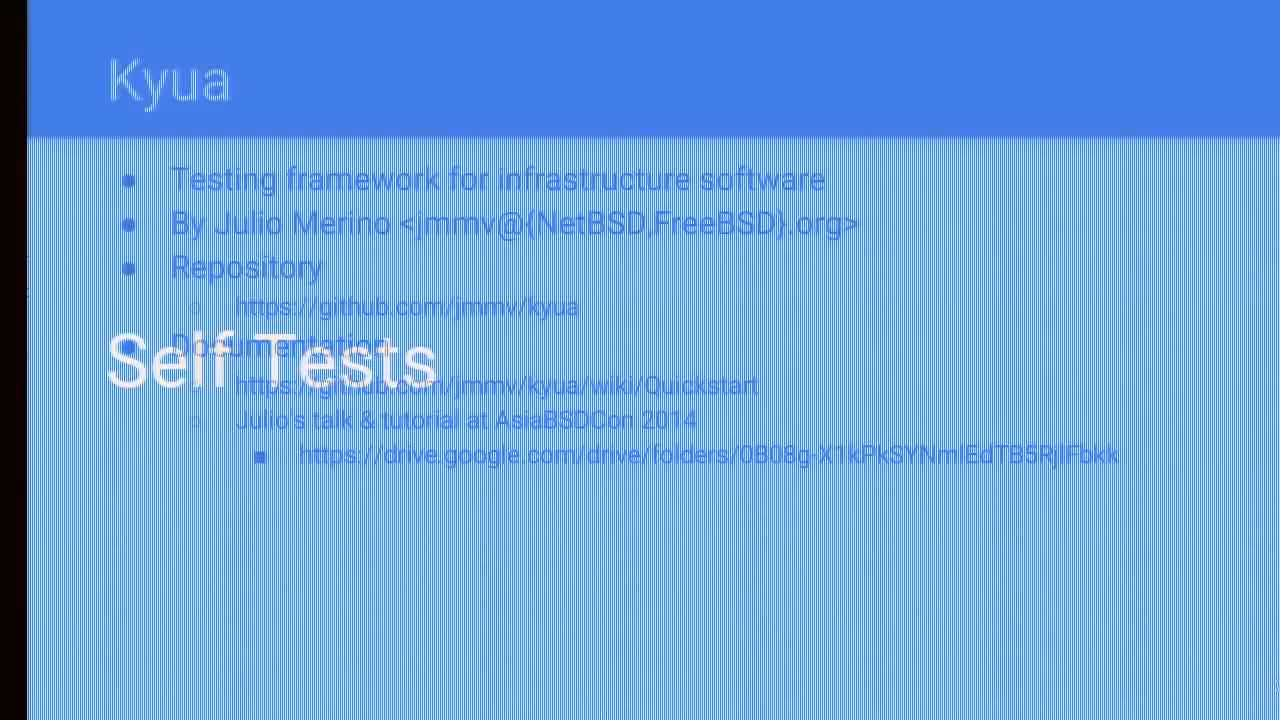 Kyua
Testing framework for infrastructure software
By Julio Merino <jmmv@{NetBSD,FreeBSD}.org>
Repository
https://github.com/jmmv/kyua
Documentation
Self Tests
https://github.com/jmmv/kyua/wiki/Quickstart
Julio's talk & tutorial at AsiaBSDCon 2014